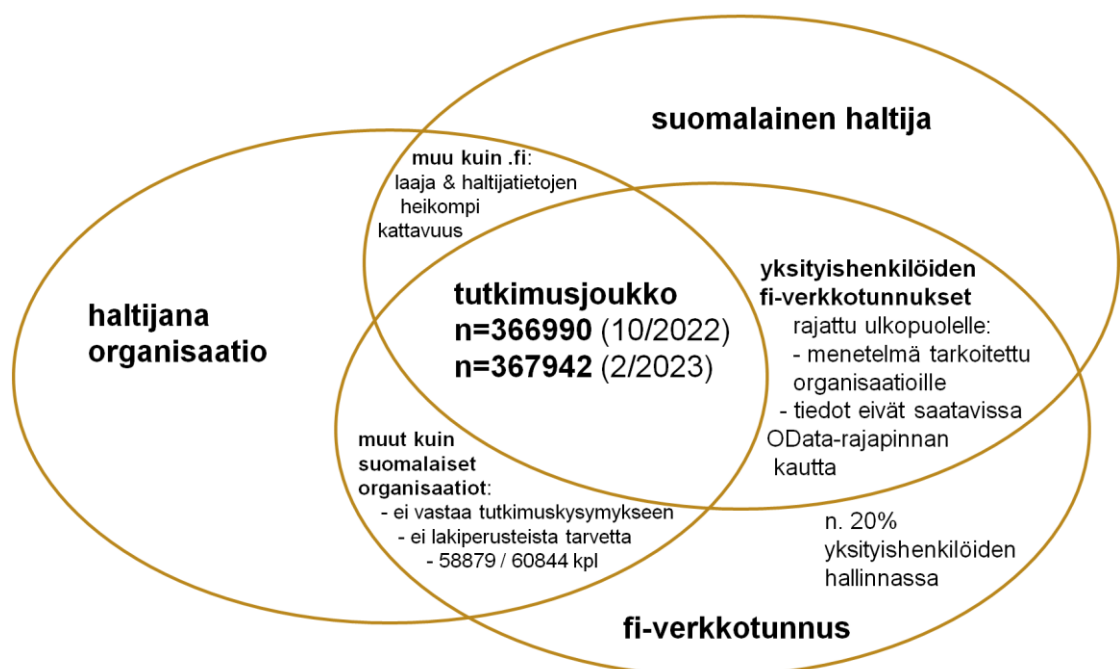 suomalainen haltija
muu kuin .fi:
laaja & haltijatietojen
heikompi
kattavuus
haltijana
organisaatio
tutkimusjoukko
n=366990 (10/2022)
n=367942 (2/2023)
yksityishenkilöiden
fi-verkkotunnukset
rajattu ulkopuolelle:
- menetelmä tarkoitettu
organisaatioille
- tiedot eivät saatavissa
OData-rajapinnan
kautta
muut kuin
suomalaiset
organisaatiot:
- ei vastaa tutkimuskysymykseen
- ei lakiperusteista tarvetta
- 58879 / 60844 kpl
n. 20%
yksityishenkilöiden
hallinnassa
fi-verkkotunnus